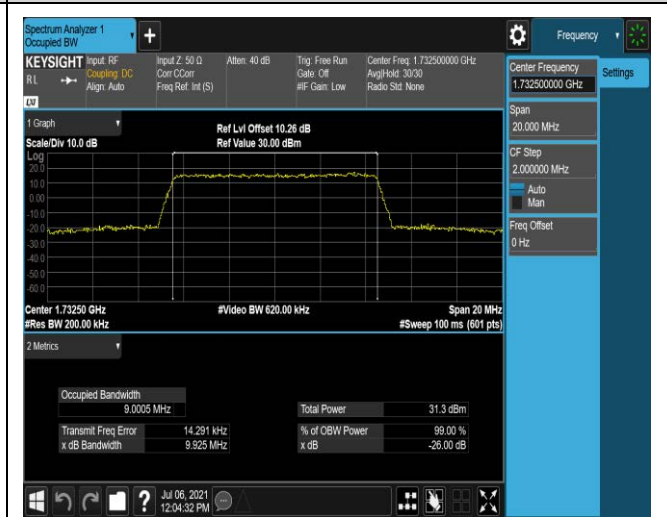 Spectrum Analyzer 1
Occupied BW
Frequency
KEYSIGHT
Input: RF
Input Z: 50 Ω
Atten: 40 dB
Trig: Free Run
Center Freq: 1.732500000 GHz
RL
Coupling: DC
Corr CCorr
Gate: Off
Avg|Hold: 30/30
Align: Auto
Freq Ref: Int (S)
#IF Gain: Low
Radio Std: None
LXI
Center Frequency
1.732500000 GHz
Settings
Span
20.000 MHz
CF Step
2.000000 MHz
Auto
Man
Freq Offset
0 Hz
1 Graph
Ref Lvl Offset 10.26 dB
Scale/Div 10.0 dB
Ref Value 30.00 dBm
Log
20.0
10.0
0.00
-10.0
-20.0
-30.0
-40.0
-50.0
-60.0
Center 1.73250 GHz
#Video BW 620.00 kHz
Span 20 MHz
#Res BW 200.00 kHz
#Sweep 100 ms (601 pts)
2 Metrics
Occupied Bandwidth
9.0005 MHz
Total Power
31.3 dBm
Transmit Freq Error
14.291 kHz
% of OBW Power
99.00 %
x dB Bandwidth
9.925 MHz
x dB
-26.00 dB
?
Jul 06, 2021
12:04:32 PM